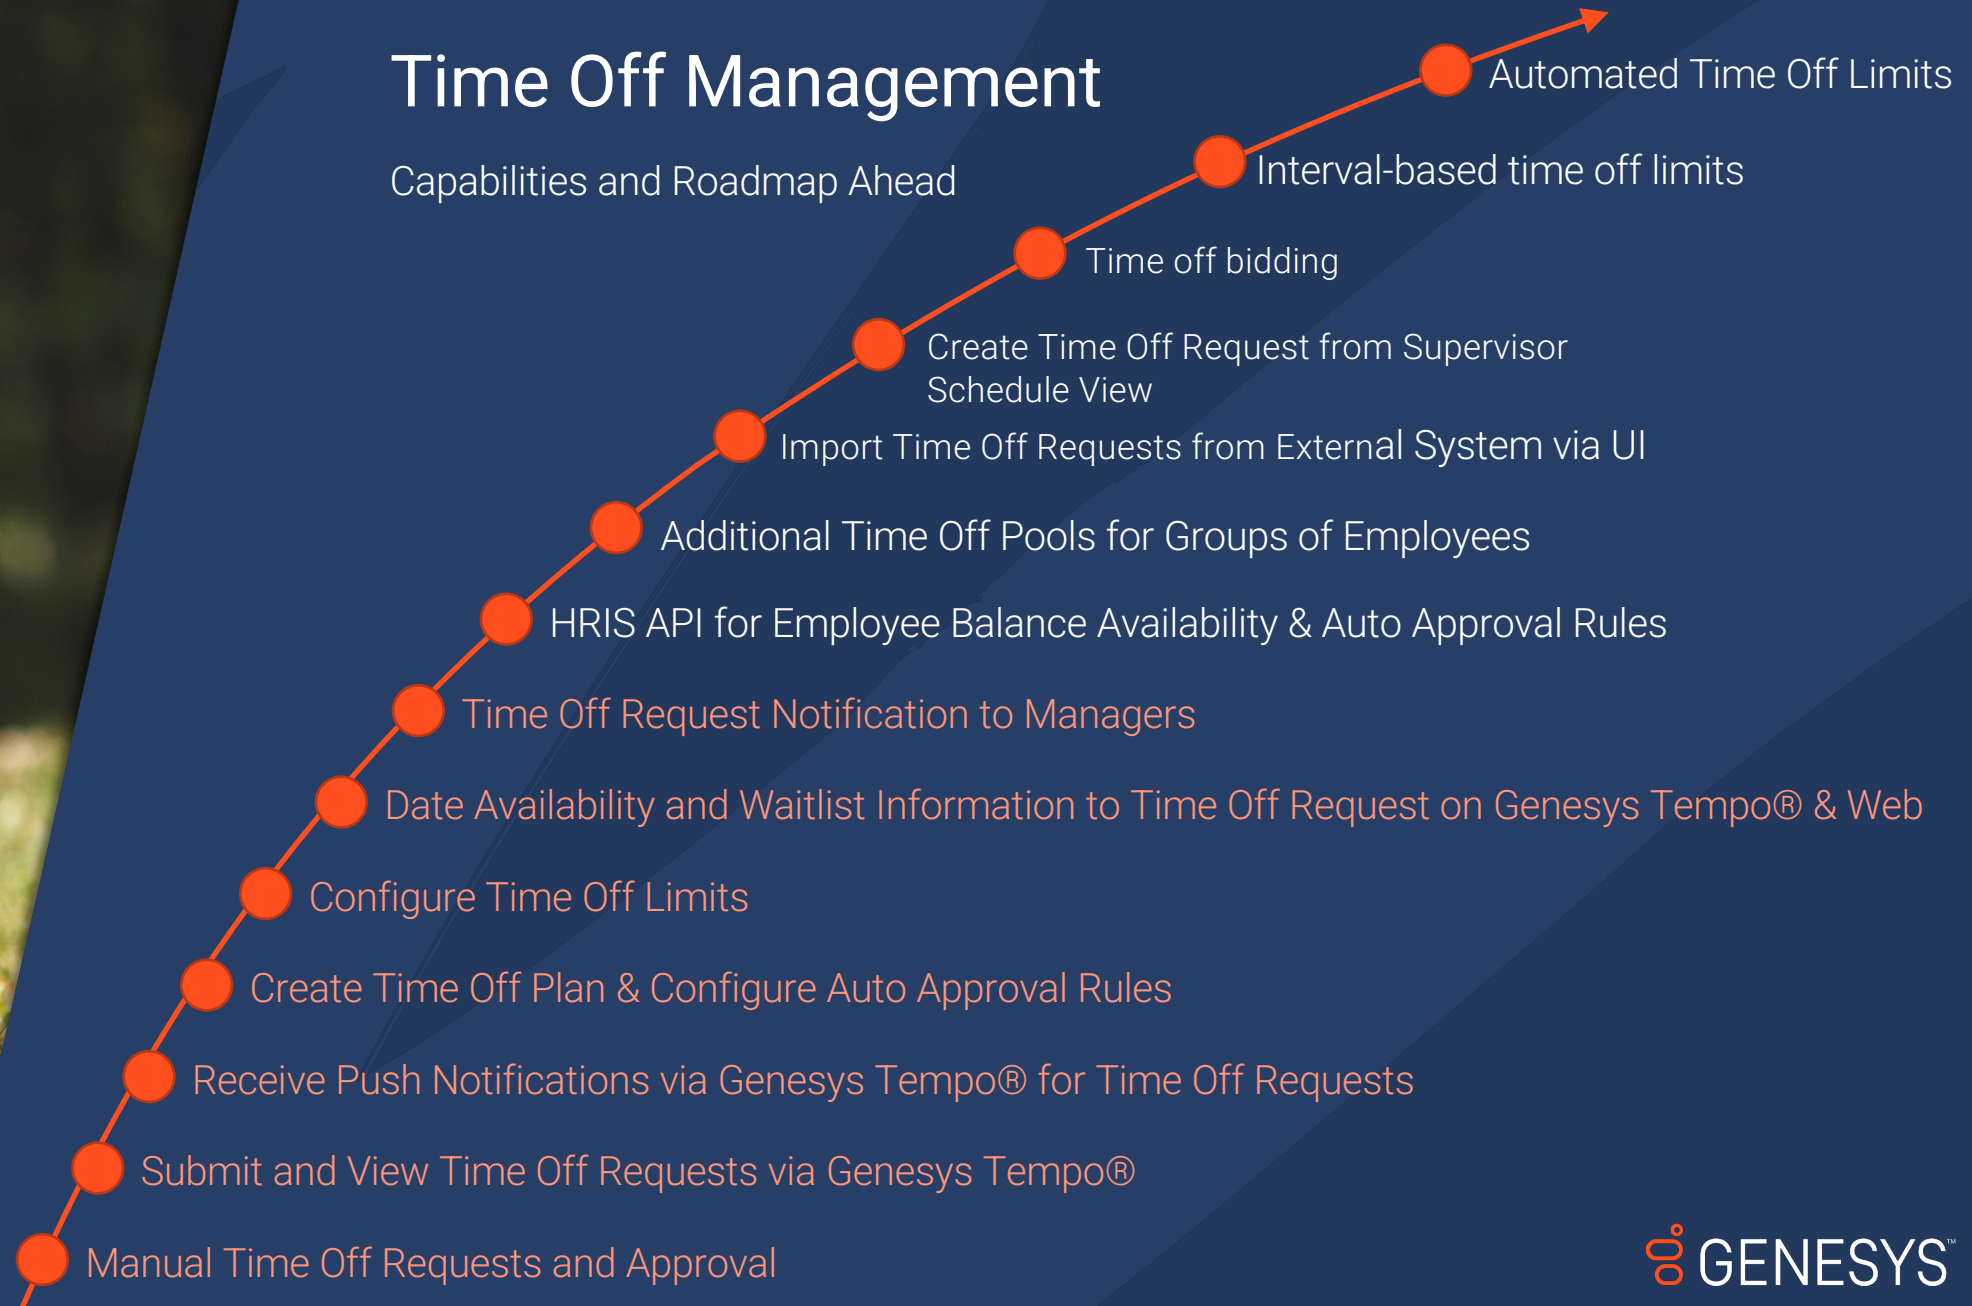 Time Off Management
Capabilities and Roadmap Ahead
Automated Time Off Limits
Interval-based time off limits
Time off bidding
Create Time Off Request from Supervisor
Schedule View
Import Time Off Requests from External System via UI
Additional Time Off Pools for Groups of Employees
HRIS API for Employee Balance Availability & Auto Approval Rules
Time Off Request Notification to Managers
Date Availability and Waitlist Information to Time Off Request on Genesys Tempo® & Web
Configure Time Off Limits
Create Time Off Plan & Configure Auto Approval Rules
Receive Push Notifications via Genesys Tempo® for Time Off Requests
Submit and View Time Off Requests via Genesys Tempo®
Manual Time Off Requests and Approval
GENESYS™